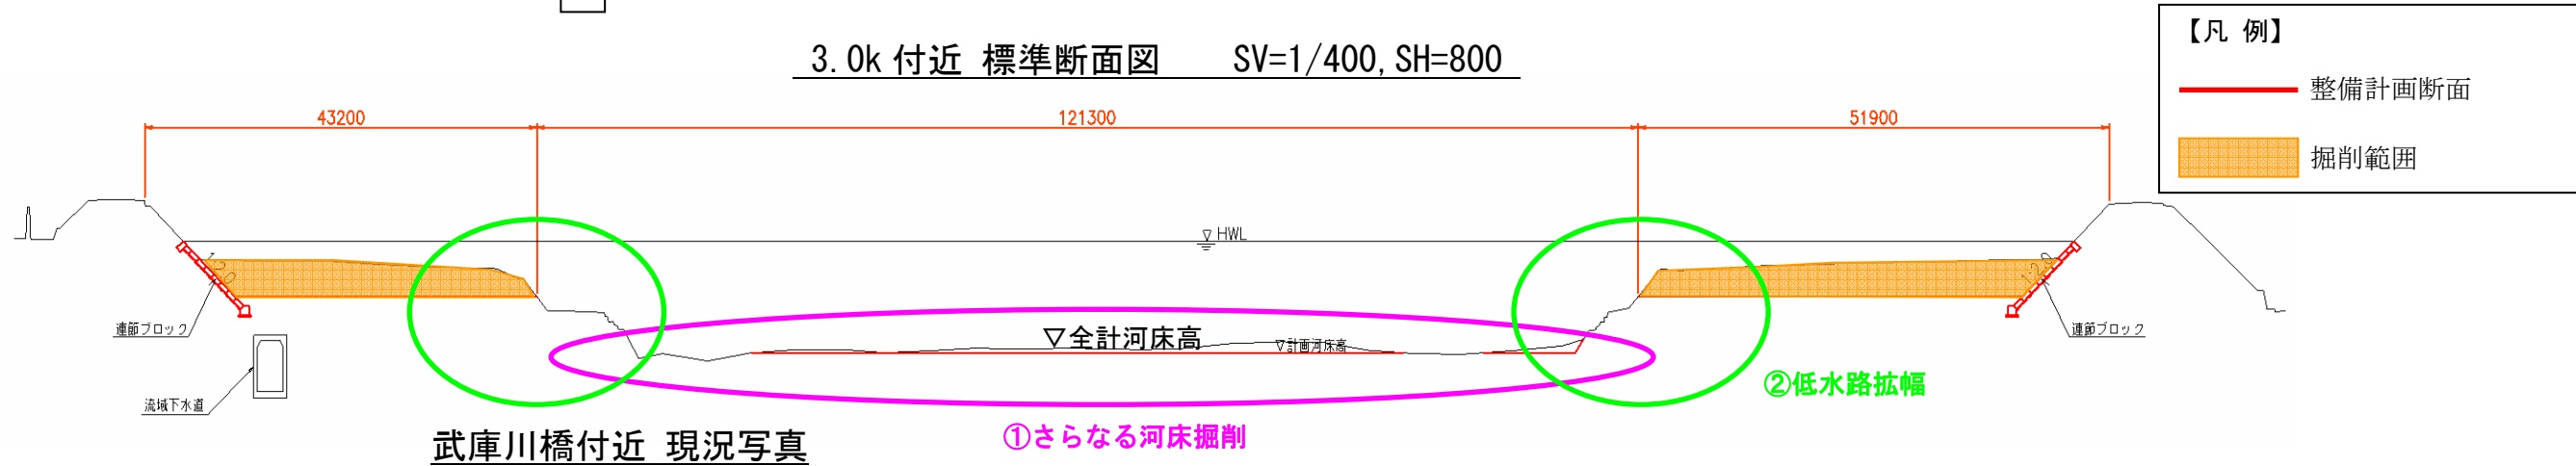 3.0k 付近 標準断面図 SV=1/400, SH=800
【凡 例】
整備計画断面
掘削範囲
43200
121300
51900
▽ HWL
連節ブロック
流域下水道
▽全計河床高
▽計画河床高
連節ブロック
②低水路拡幅
①さらなる河床掘削
武庫川橋付近 現況写真